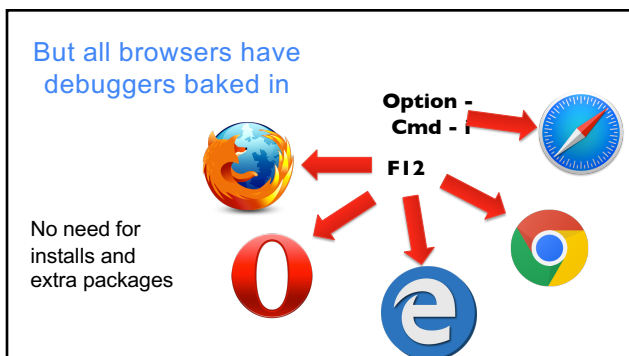 But all browsers have
debuggers baked in
Option -
Cmd - i
F12
No need for
installs and
extra packages